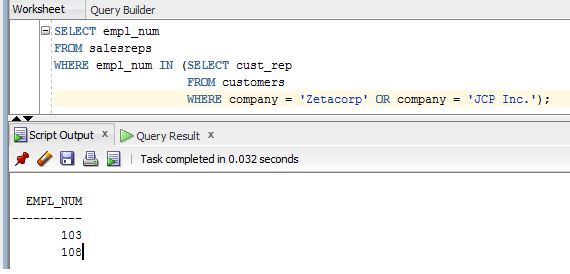 Worksheet Query Builder
SELECT empl_num
FROM salesreps
WHERE empl_num IN (SELECT cust_rep
FROM customers
WHERE company = 'Zetacorp' OR company = 'JCP Inc.');
Script Output x Query Result x
Task completed in 0.032 seconds
EMPL_NUM
----------
103
108